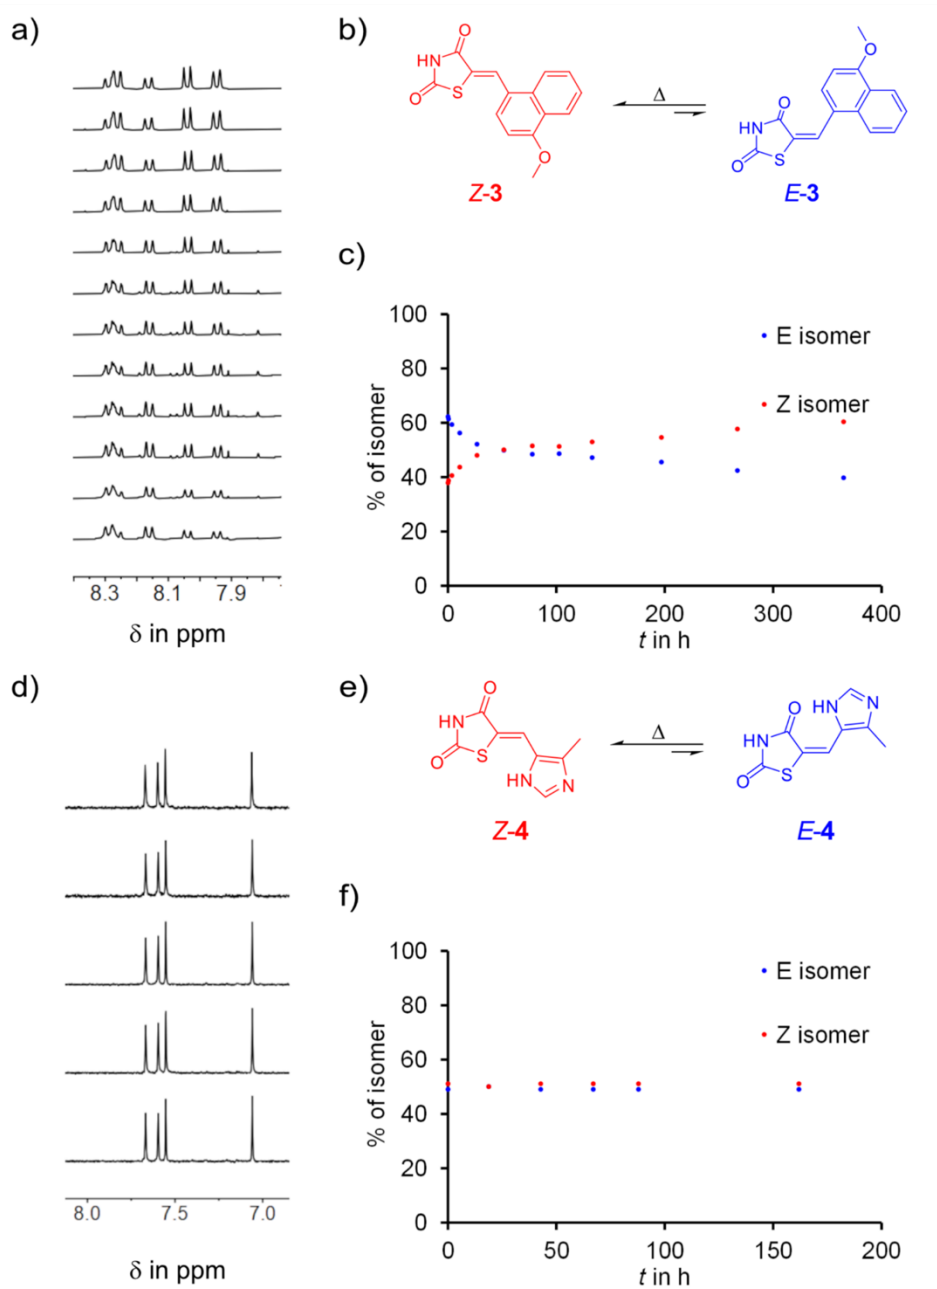 a)
8.3 8.1 7.9
δ in ppm
b)
O
HN
S
O
O
Z-3
Δ
O
O
HN
S
O
E-3
c)
% of isomer
100
80
60
40
20
0
E isomer
Z isomer
0 100 200 300 400
t in h
d)
8.0 7.5 7.0
δ in ppm
e)
O
HN
S
O
HN
N
Z-4
Δ
HN
N
O
HN
S
O
E-4
f)
% of isomer
100
80
60
40
20
0
E isomer
Z isomer
0 50 100 150 200
t in h